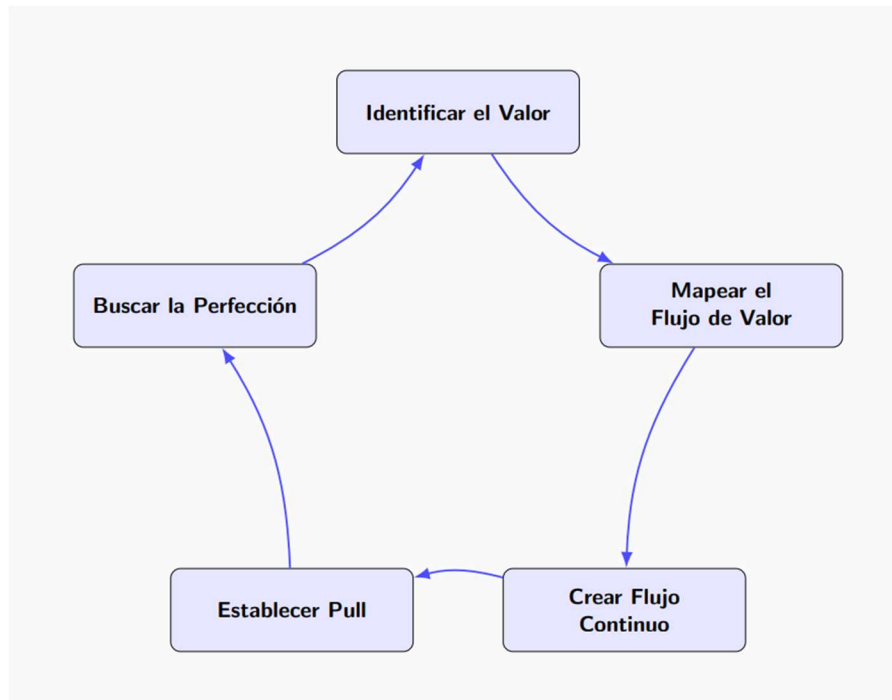 Identificar el Valor
Buscar la Perfección
Mapear el
Flujo de Valor
Establecer Pull
Crear Flujo
Continuo